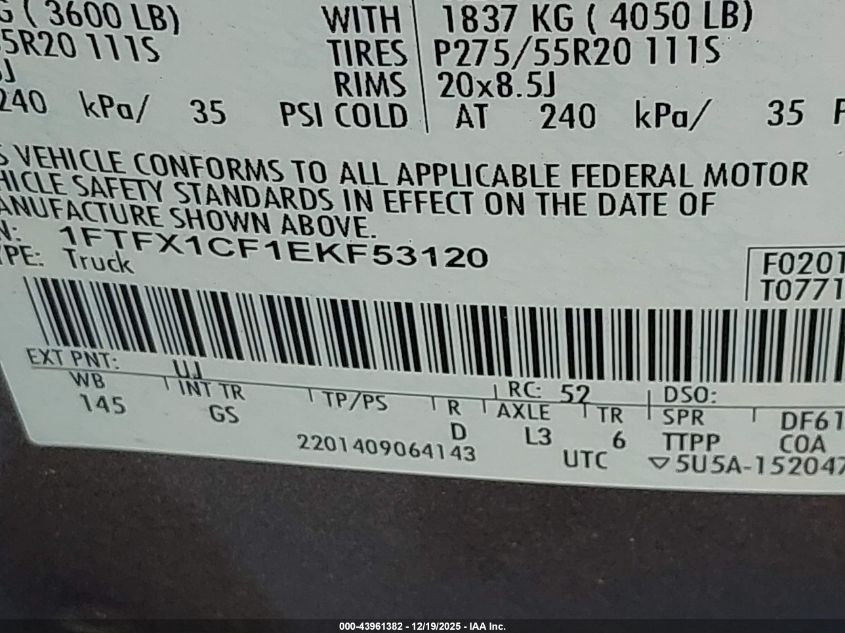 G ( 3600 LB) WITH 1837 KG ( 4050 LB)
5R20 111S TIRES P275/55R20 111S
J RIMS 20x8.5J
240 kPa/ 35 PSI COLD AT 240 kPa/ 35 P
S VEHICLE CONFORMS TO ALL APPLICABLE FEDERAL MOTOR
HICLE SAFETY STANDARDS IN EFFECT ON THE DATE OF
ANUFACTURE SHOWN ABOVE.
N: 1FTFX1CF1EKF53120
YPE: Truck
F0201
T0771
EXT PNT: UJ RC: 52 DSO:
WB INT TR TP/PS R AXLE TR SPR DF61
145 GS D L3 6 TTPP COA
2201409064143 UTC ▽5U5A-152047
000-43961382 - 12/19/2025 - IAA Inc.